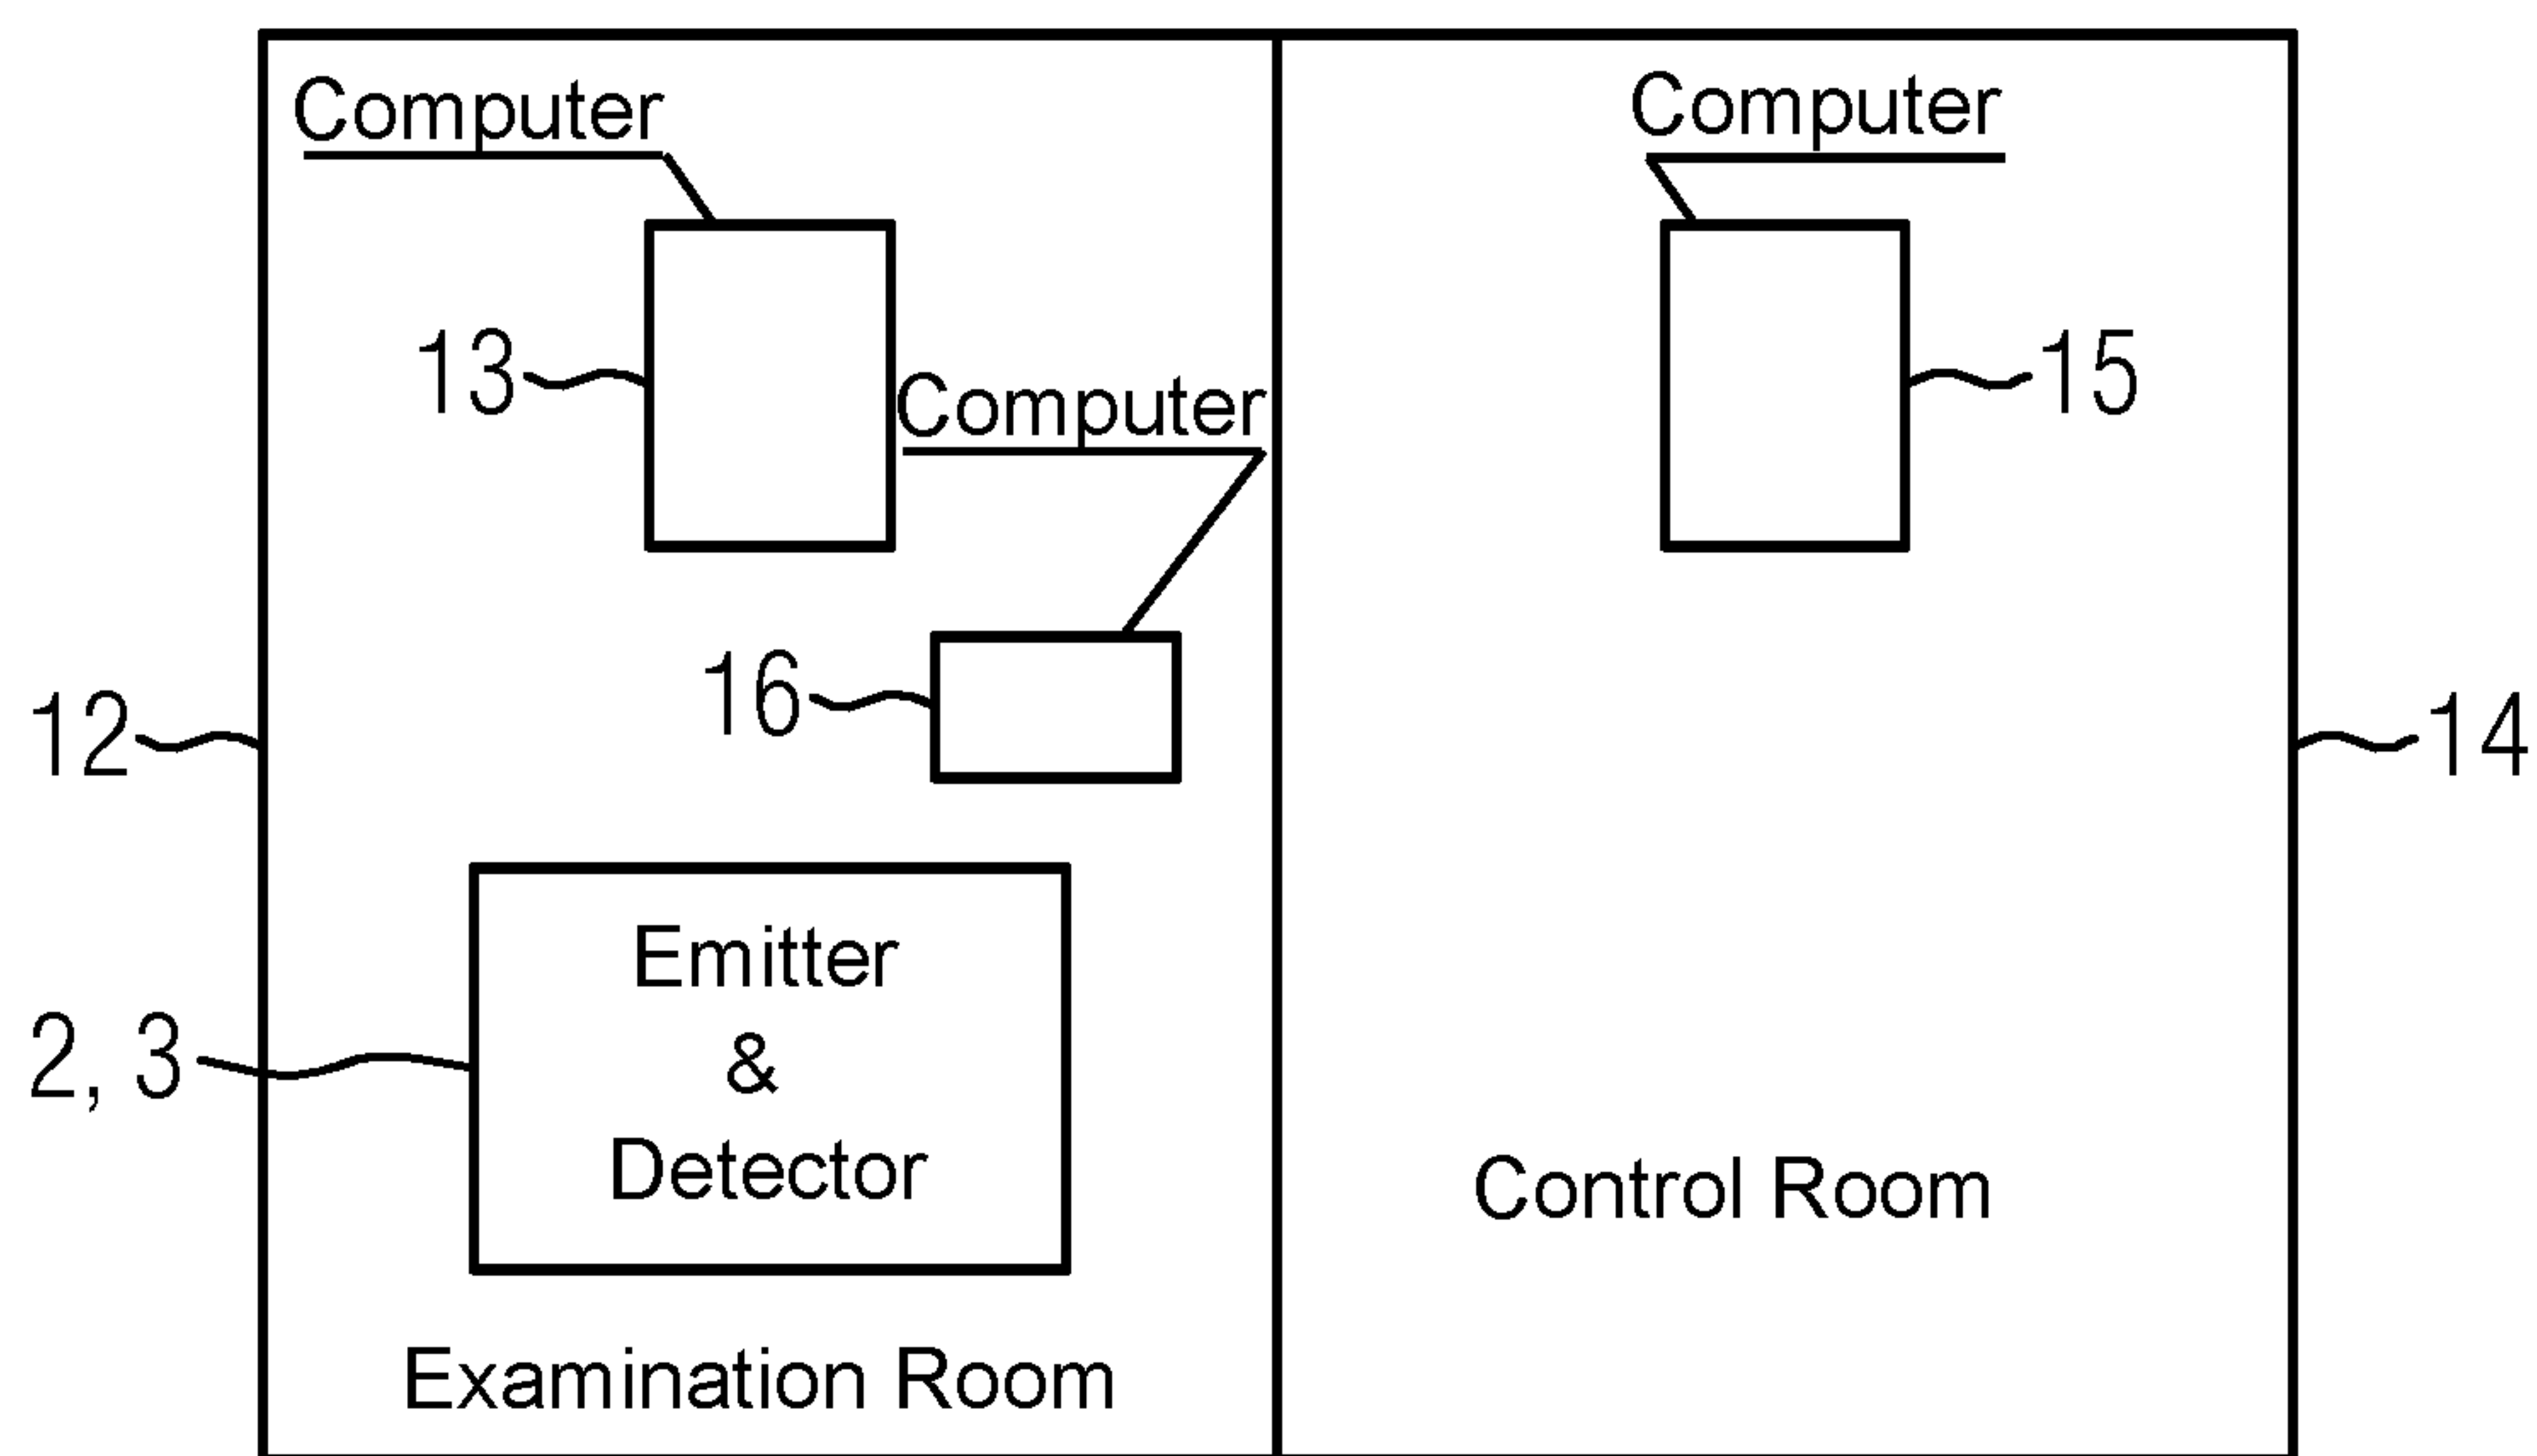 Computer
Computer
13
15
Computer
16
12
14
Emitter
&
Detector
2, 3
Control Room
Examination Room